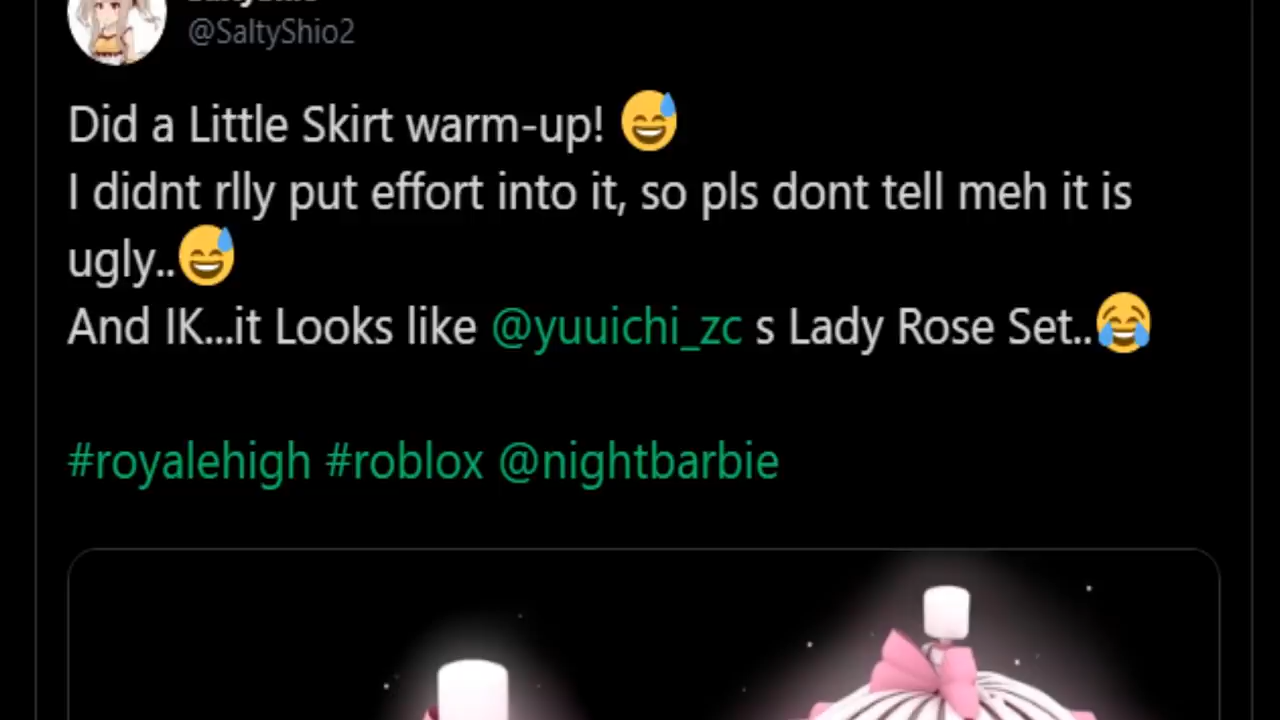 @SaltyShio2
Did a Little Skirt warm-up! 😅
I didnt rlly put effort into it, so pls dont tell meh it is
ugly..😅
And IK...it Looks like @yuuichi_zc s Lady Rose Set..😂
#royalehigh #roblox @nightbarbie